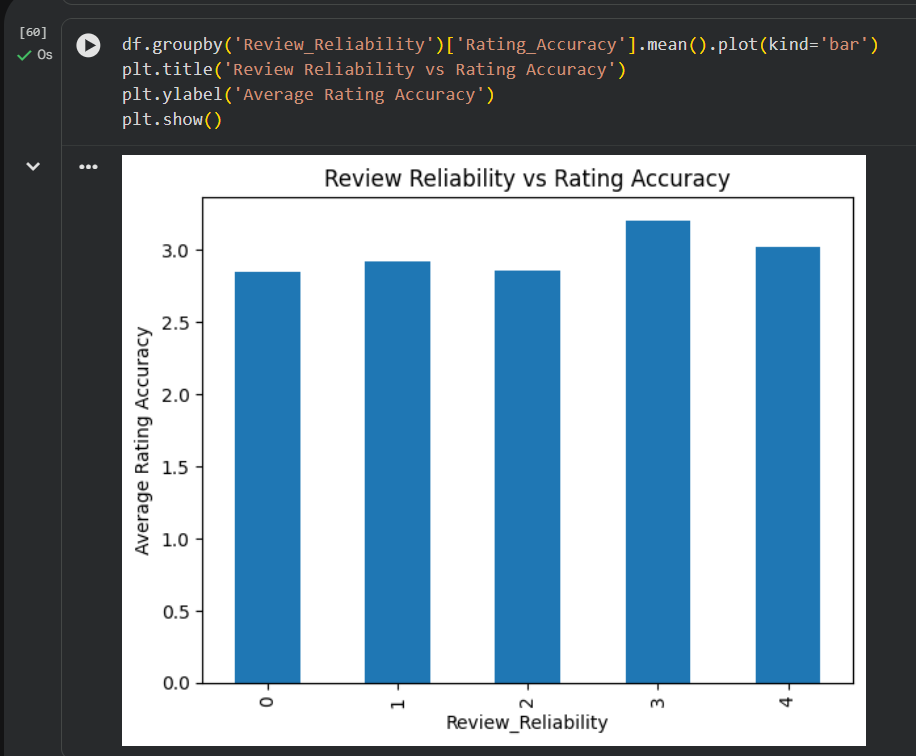 [60]
0s
df.groupby('Review_Reliability')['Rating_Accuracy'].mean().plot(kind='bar')
plt.title('Review Reliability vs Rating Accuracy')
plt.ylabel('Average Rating Accuracy')
plt.show()
Review Reliability vs Rating Accuracy
Average Rating Accuracy
3.0
2.5
2.0
1.5
1.0
0.5
0.0
0 1 2 3 4
Review_Reliability